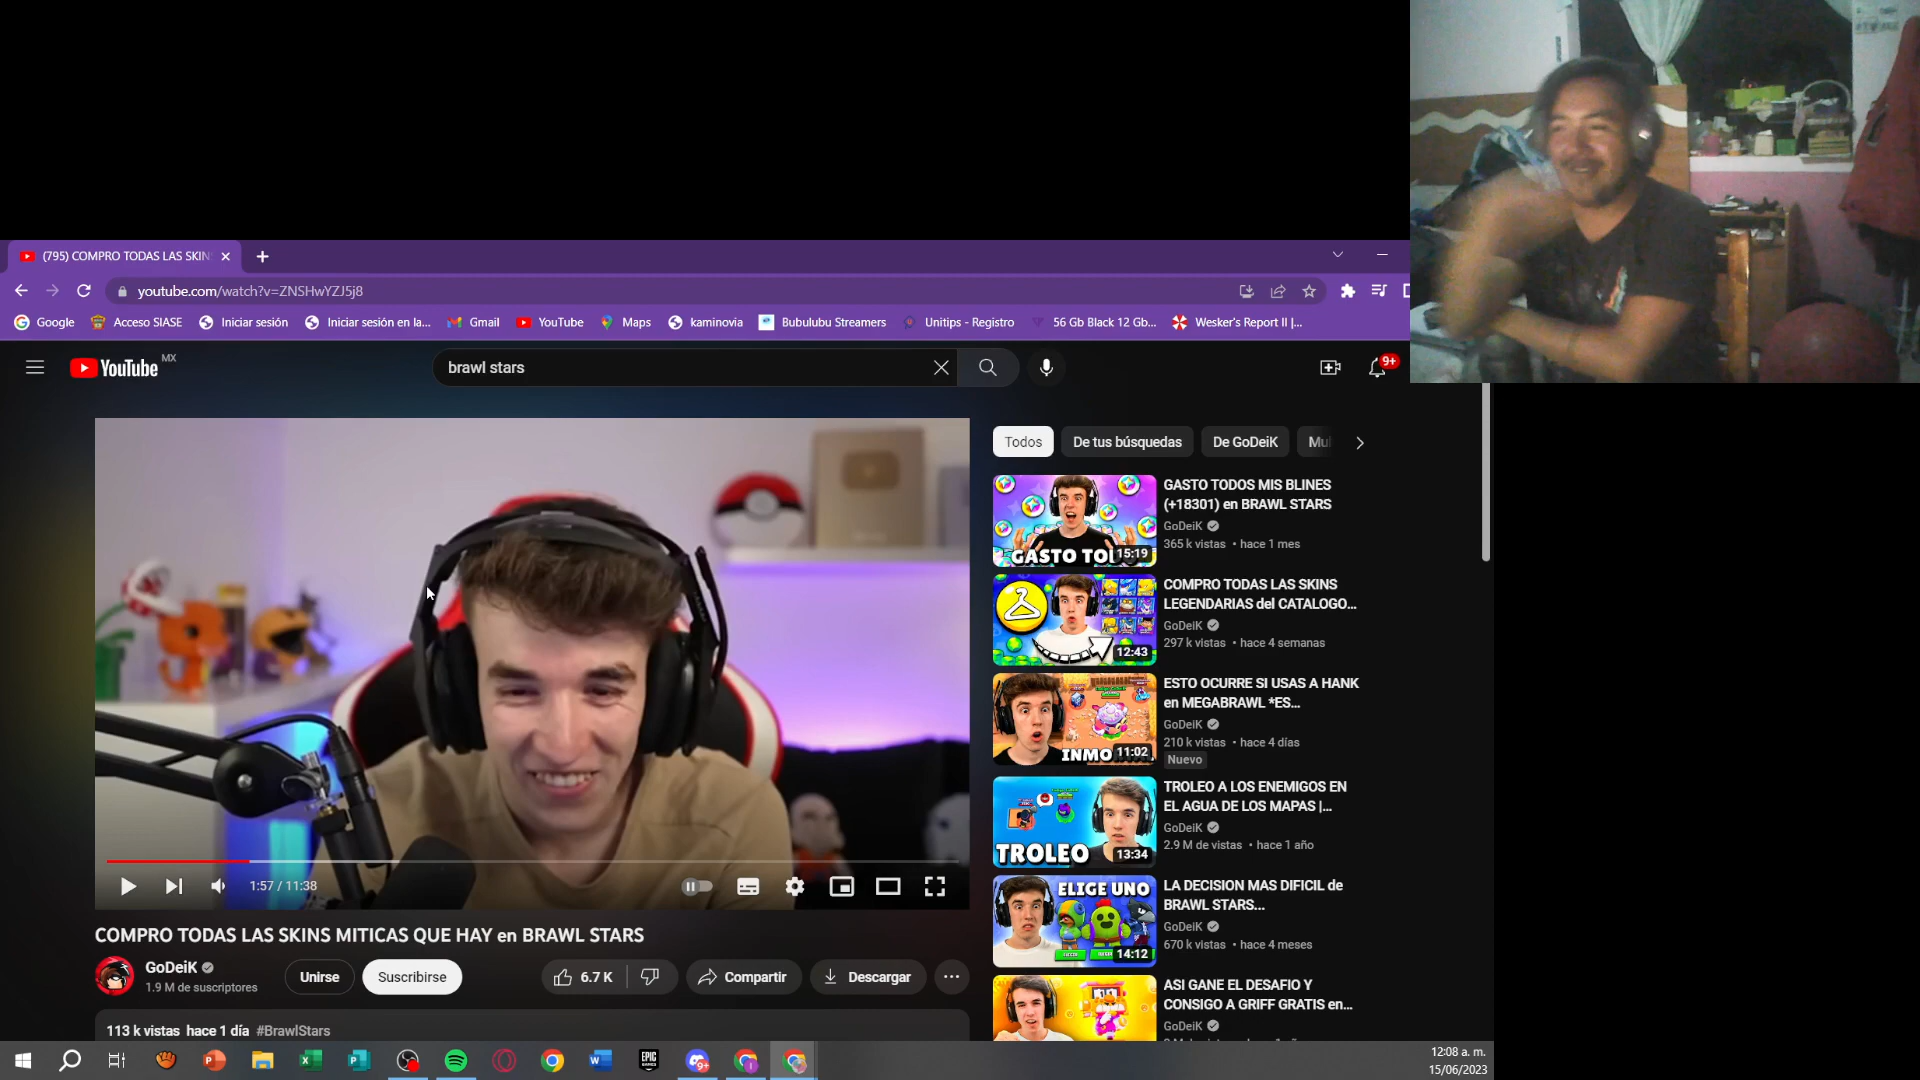 (795) COMPRO TODAS LAS SKIN
youtube.com/watch?v=ZNSHwYZJ5j8
Google
Acceso SIASE
Iniciar sesión
Iniciar sesión en la...
Gmail
YouTube
Maps
kaminovia
Bubulubu Streamers
Unitips - Registro
56 Gb Black 12 Gb...
Wesker's Report II |...
YouTube MX
brawl stars
9+
1:57 / 11:38
COMPRO TODAS LAS SKINS MITICAS QUE HAY en BRAWL STARS
GoDeiK
1.9 M de suscriptores
Unirse
Suscribirse
6.7 K
Compartir
Descargar
113 k vistas hace 1 día #BrawlStars
Todos
De tus búsquedas
De GoDeiK
GASTO TO
15:19
GASTO TODOS MIS BLINES
(+18301) en BRAWL STARS
GoDeiK
365 k vistas • hace 1 mes
12:43
COMPRO TODAS LAS SKINS
LEGENDARIAS del CATALOGO...
GoDeiK
297 k vistas • hace 4 semanas
INMO
11:02
ESTO OCURRE SI USAS A HANK
en MEGABRAWL *ES...
GoDeiK
210 k vistas • hace 4 días
Nuevo
TROLEO
13:34
TROLEO A LOS ENEMIGOS EN
EL AGUA DE LOS MAPAS |...
GoDeiK
2.9 M de vistas • hace 1 año
ELIGE UNO
14:12
LA DECISION MAS DIFICIL de
BRAWL STARS...
GoDeiK
670 k vistas • hace 4 meses
ASI GANE EL DESAFIO Y
CONSIGO A GRIFF GRATIS en...
GoDeiK
EPIC
9+
12:08 a. m.
15/06/2023